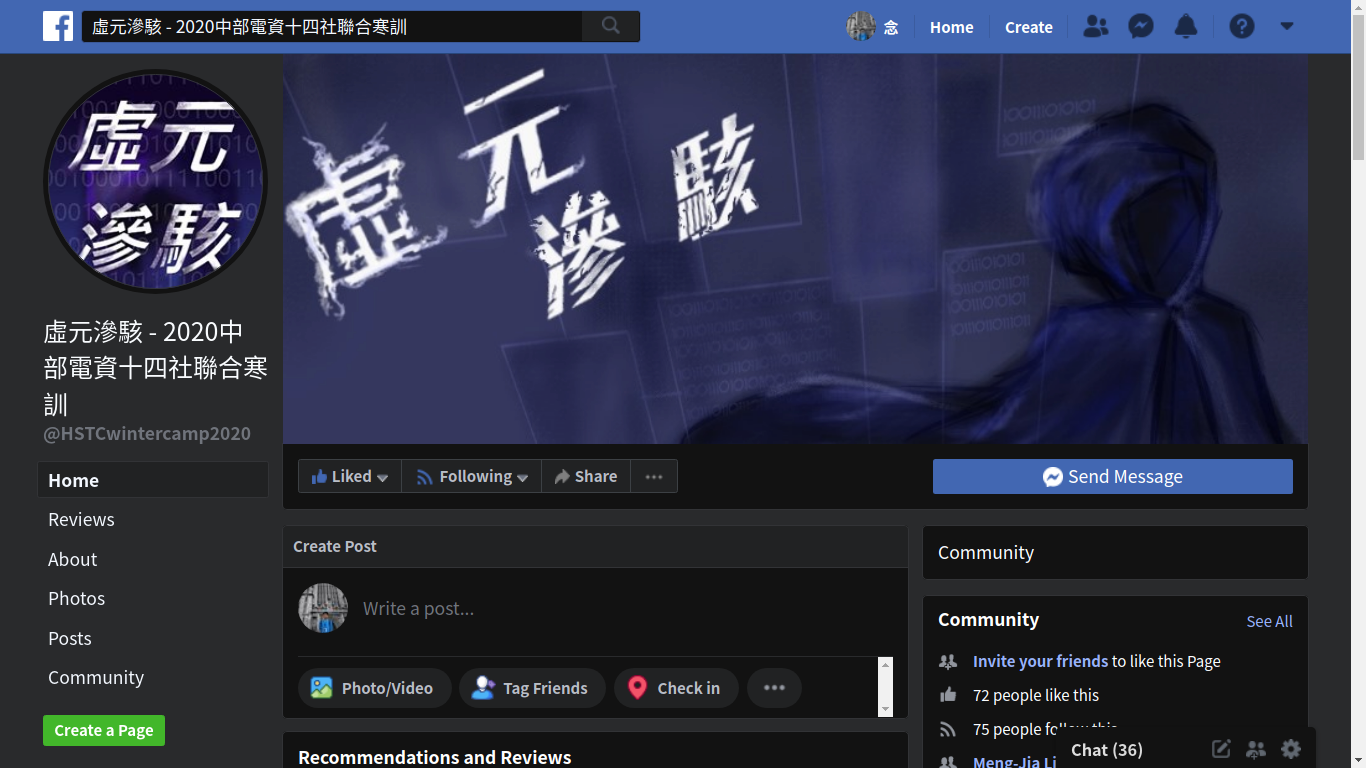 虛元滲駭 - 2020中部電資十四社聯合寒訓
念
Home
Create
虛元
滲駭
虛元滲駭 - 2020中
部電資十四社聯合寒
訓
@HSTCwintercamp2020
Home
Reviews
About
Photos
Posts
Community
Create a Page
虛元滲駭
Liked
Following
Share
Send Message
Create Post
Write a post...
Photo/Video
Tag Friends
Check in
Recommendations and Reviews
Community
Community
See All
Invite your friends to like this Page
72 people like this
75 people follow this
Meng-Jia Li
Chat (36)